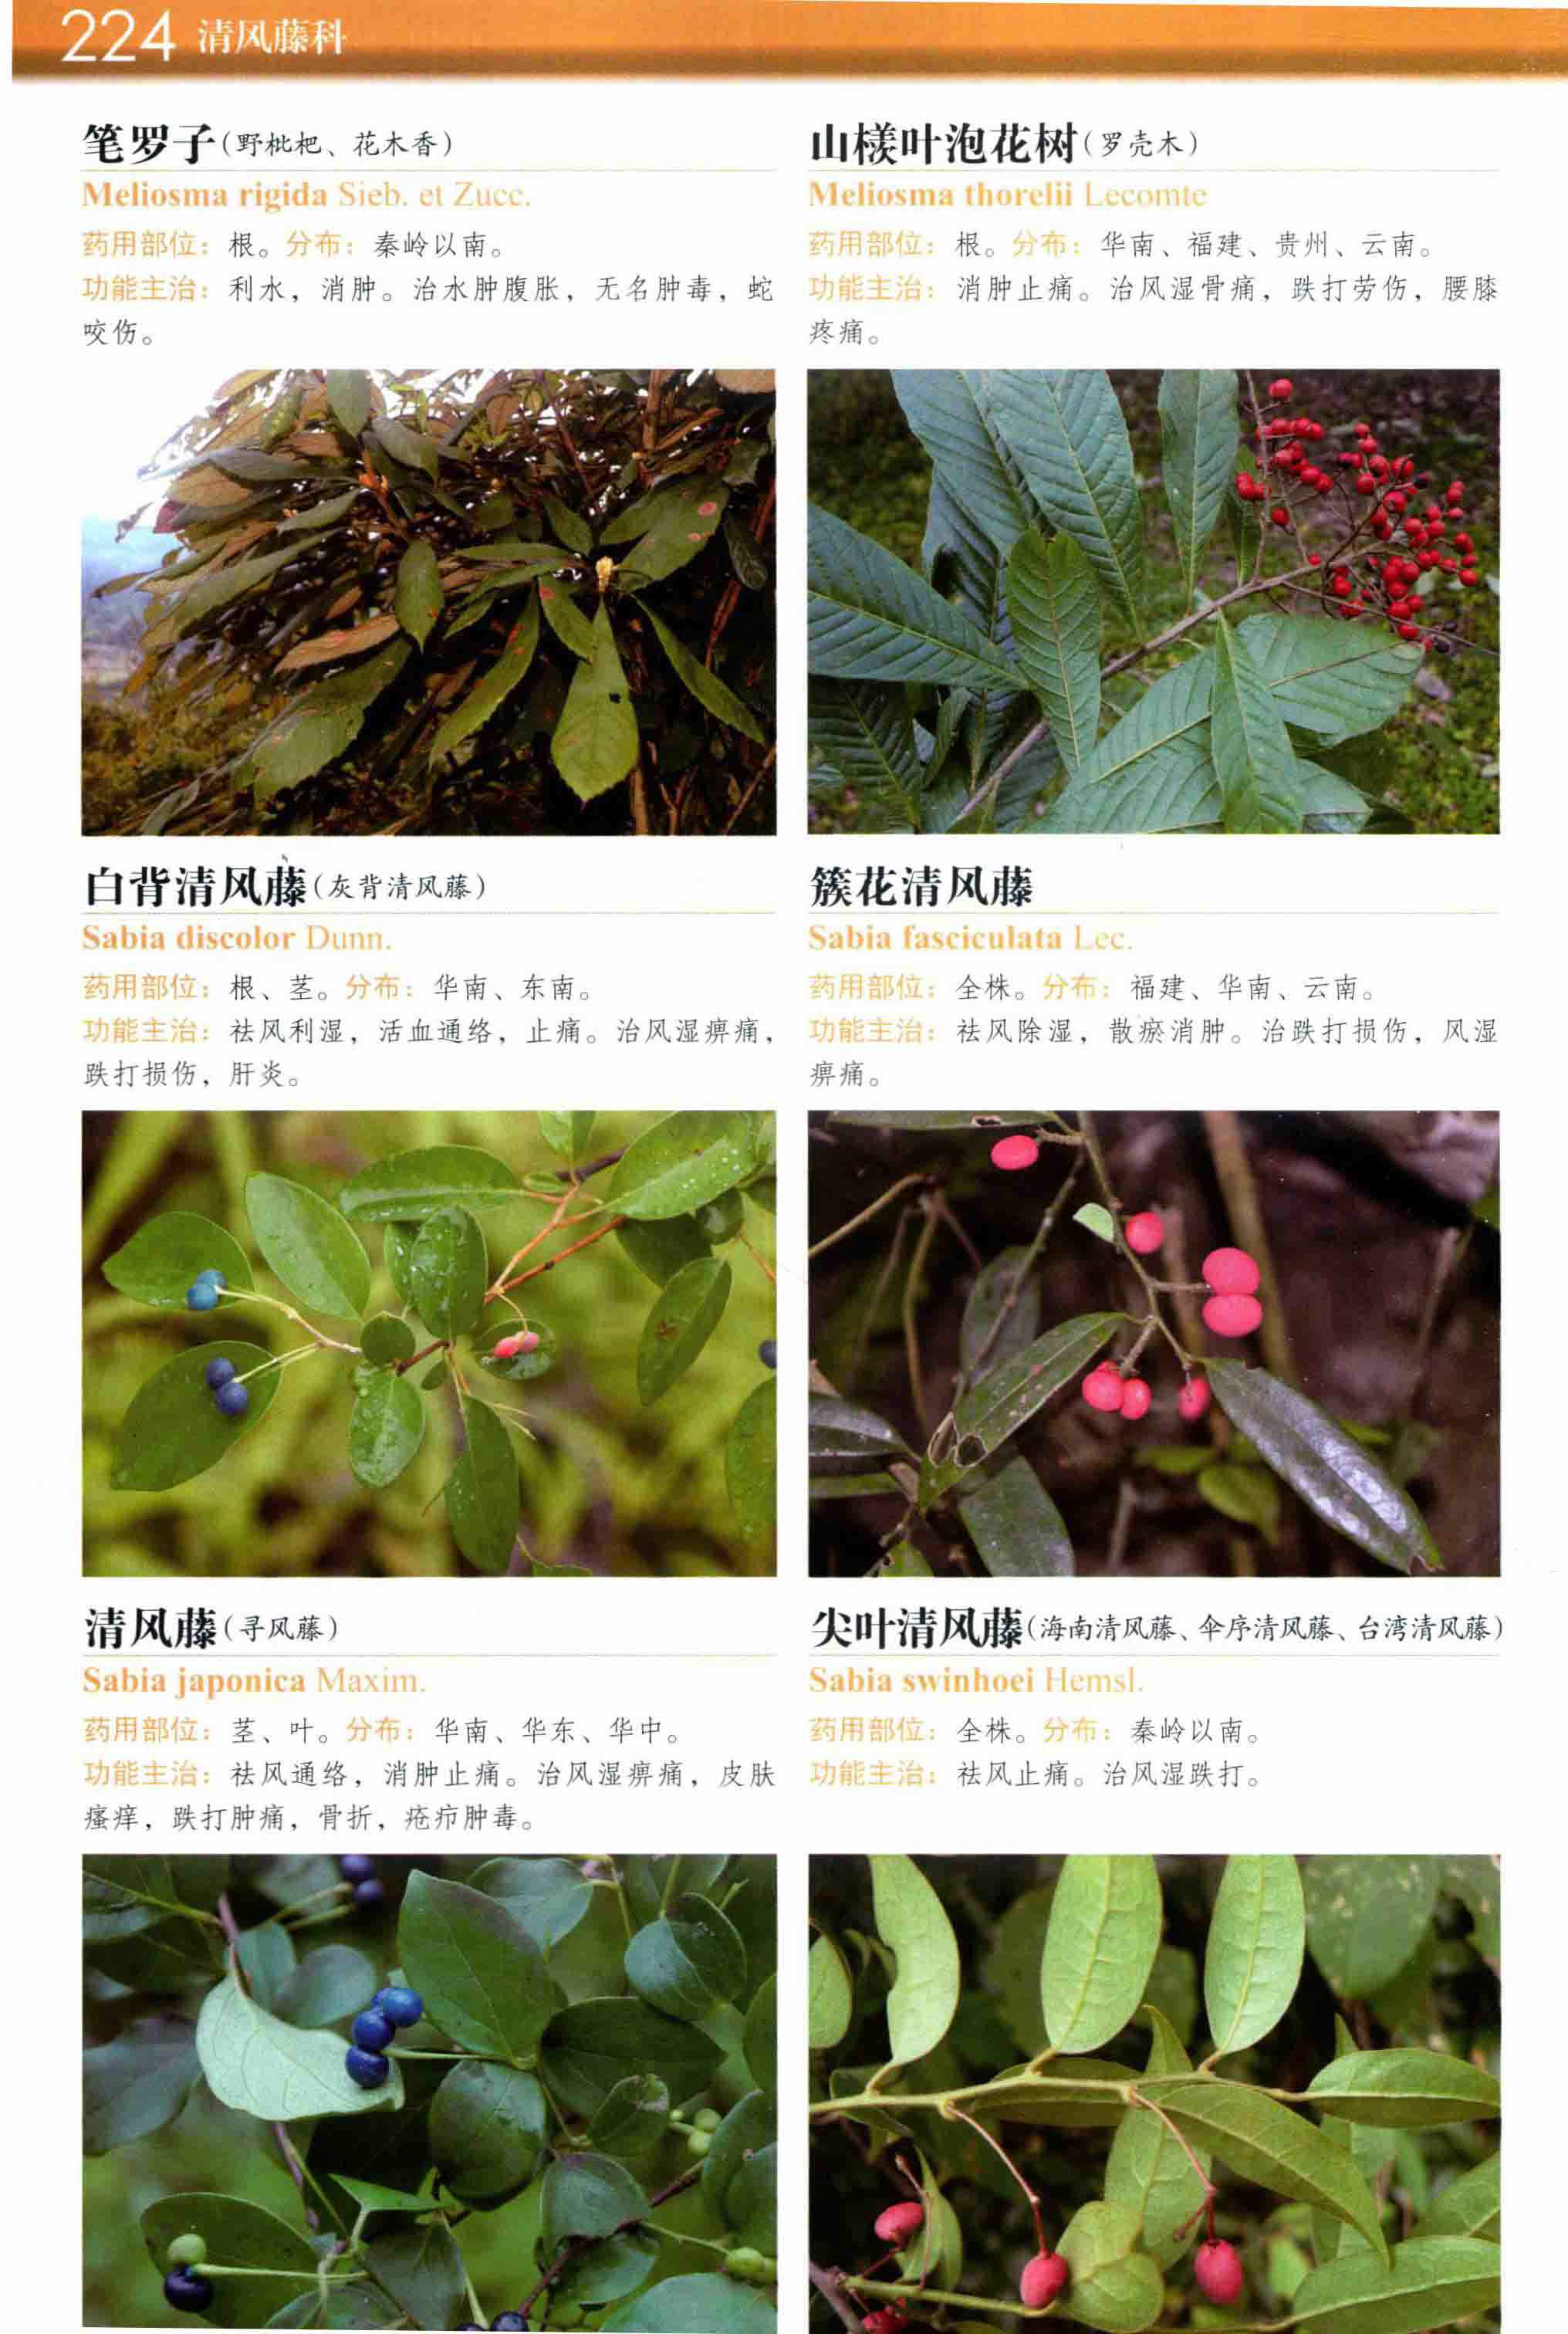 224 清风藤科
笔罗子(野枇杷、花木香)
Meliosma rigida Sieb. et Zucc.
药用部位：根。分布：秦岭以南。
功能主治：利水，消肿。治水肿腹胀，无名肿毒，蛇
咬伤。
山檨叶泡花树(罗壳木)
Meliosma thorelii Lecomte
药用部位：根。分布：华南、福建、贵州、云南。
功能主治：消肿止痛。治风湿骨痛，跌打劳伤，腰膝
疼痛。
白背清风藤(灰背清风藤)
Sabia discolor Dunn.
药用部位：根、茎。分布：华南、东南。
功能主治：祛风利湿，活血通络，止痛。治风湿痹痛，
跌打损伤，肝炎。
簇花清风藤
Sabia fasciculata Lec.
药用部位：全株。分布：福建、华南、云南。
功能主治：祛风除湿，散瘀消肿。治跌打损伤，风湿
痹痛。
清风藤(寻风藤)
Sabia japonica Maxim.
药用部位：茎、叶。分布：华南、华东、华中。
功能主治：祛风通络，消肿止痛。治风湿痹痛，皮肤
瘙痒，跌打肿痛，骨折，疮疖肿毒。
尖叶清风藤(海南清风藤、伞序清风藤、台湾清风藤)
Sabia swinhoei Hemsl.
药用部位：全株。分布：秦岭以南。
功能主治：祛风止痛。治风湿跌打。